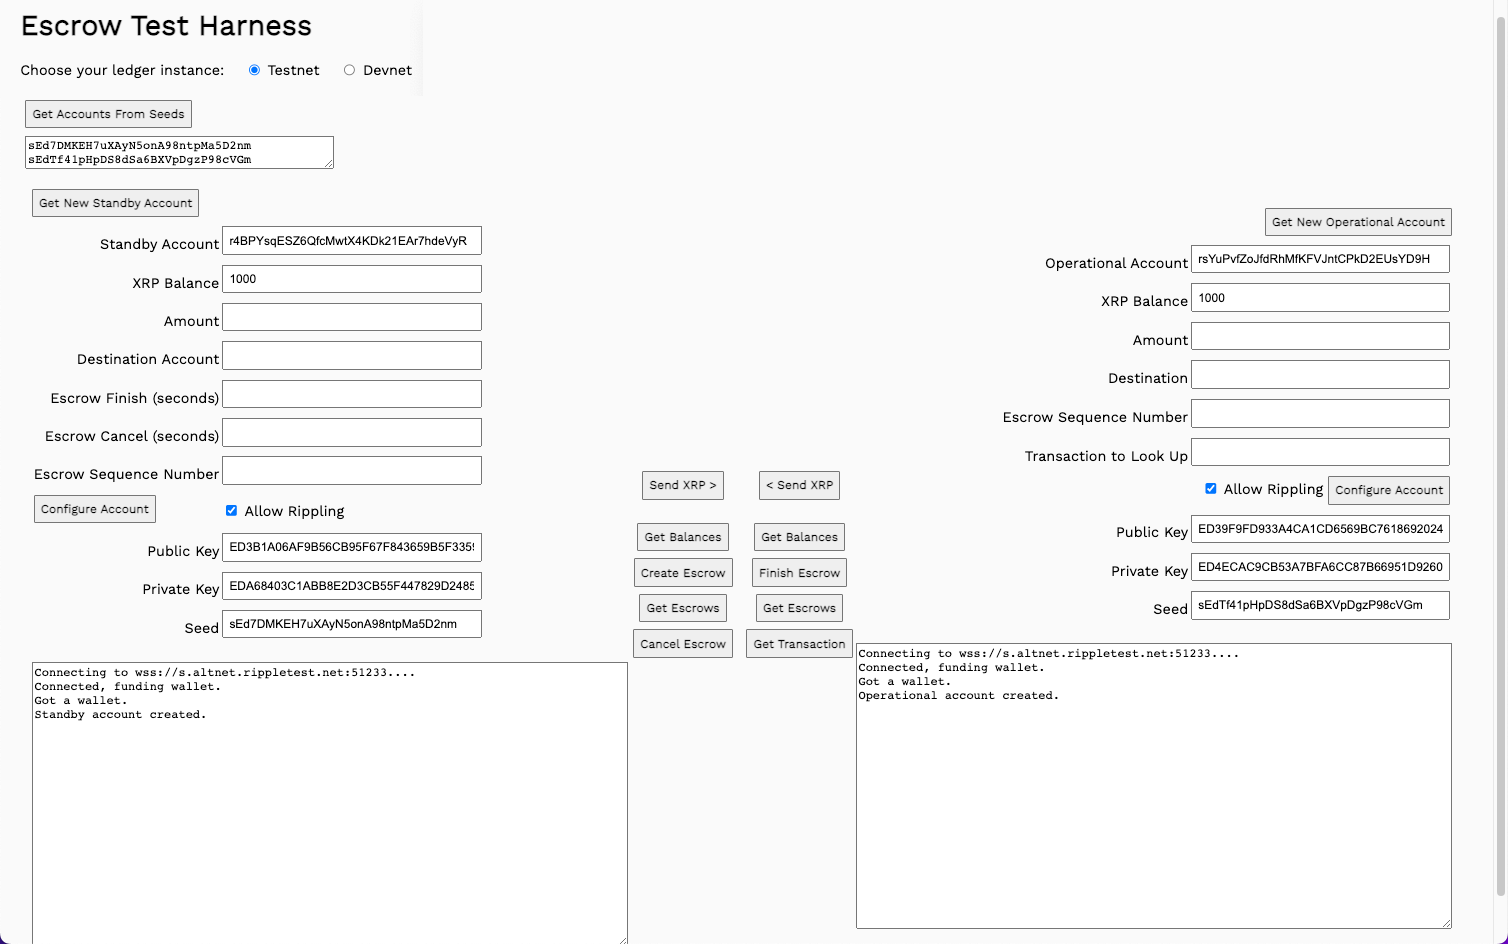 Escrow Test Harness
Choose your ledger instance: Testnet Devnet
Get Accounts From Seeds
sEd7DMKEH7uXAyN5onA98ntpMa5D2nm
sEdTf41pHpDS8dSa6BXVpDgzP98cVGm
Get New Standby Account
Standby Account r4BPYsqESZ6QfcMwtX4KDk21EAr7hdeVyR
XRP Balance 1000
Amount
Destination Account
Escrow Finish (seconds)
Escrow Cancel (seconds)
Escrow Sequence Number
Configure Account Allow Rippling
Public Key ED3B1A06AF9B56CB95F67F843659B5F335
Private Key EDA68403C1ABB8E2D3CB55F447829D2485
Seed sEd7DMKEH7uXAyN5onA98ntpMa5D2nm
Connecting to wss://s.altnet.rippletest.net:51233....
Connected, funding wallet.
Got a wallet.
Standby account created.
Send XRP > < Send XRP
Get Balances Get Balances
Create Escrow Finish Escrow
Get Escrows Get Escrows
Cancel Escrow Get Transaction
Get New Operational Account
Operational Account rsYuPvfZoJfdRhMfKFVJntCPkD2EUsYD9H
XRP Balance 1000
Amount
Destination
Escrow Sequence Number
Transaction to Look Up
Allow Rippling Configure Account
Public Key ED39F9FD933A4CA1CD6569BC7618692024
Private Key ED4ECAC9CB53A7BFA6CC87B66951D9260
Seed sEdTf41pHpDS8dSa6BXVpDgzP98cVGm
Connecting to wss://s.altnet.rippletest.net:51233....
Connected, funding wallet.
Got a wallet.
Operational account created.